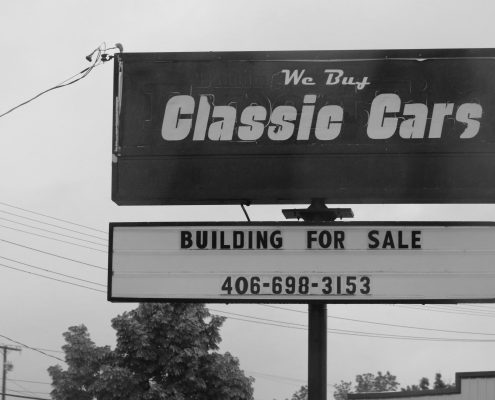 We Buy
Classic Cars
BUILDING FOR SALE
406-698-3153